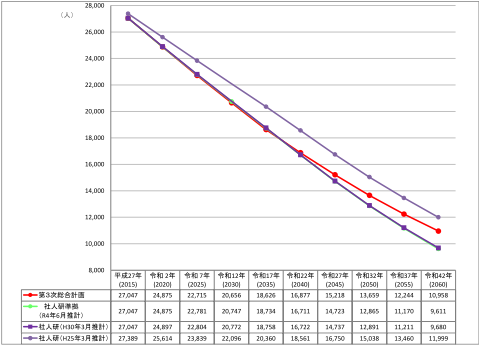 （人）
28,000
26,000
24,000
22,000
20,000
18,000
16,000
14,000
12,000
10,000
8,000
平成27年 令和 2年 令和 7年 令和12年 令和17年 令和22年 令和27年 令和32年 令和37年 令和42年
(2015) (2020) (2025) (2030) (2035) (2040) (2045) (2050) (2055) (2060)
第3次総合計画 27,047 24,875 22,715 20,656 18,626 16,877 15,218 13,659 12,244 10,958
社人研準拠
（R4年6月推計） 27,047 24,875 22,781 20,747 18,734 16,711 14,723 12,865 11,170 9,611
社人研（H30年3月推計） 27,047 24,897 22,804 20,772 18,758 16,722 14,737 12,891 11,211 9,680
社人研（H25年3月推計） 27,389 25,614 23,839 22,096 20,360 18,561 16,750 15,038 13,460 11,999